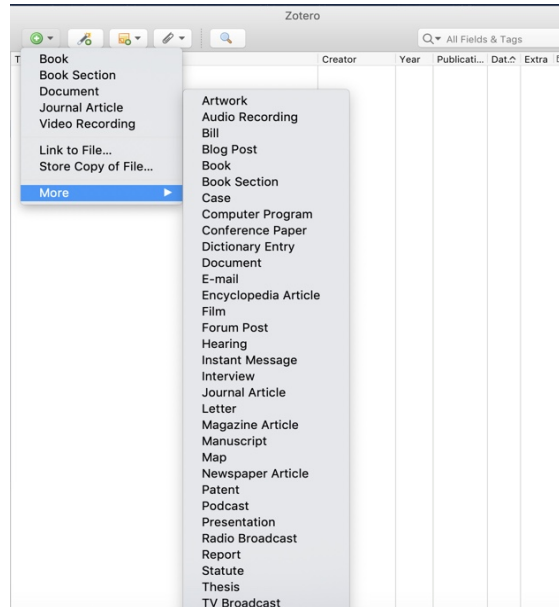 Zotero
All Fields & Tags
Creator Year Publicati... Dat. Extra
Book
Book Section
Document
Journal Article
Video Recording
Link to File...
Store Copy of File...
More
Artwork
Audio Recording
Bill
Blog Post
Book
Book Section
Case
Computer Program
Conference Paper
Dictionary Entry
Document
E-mail
Encyclopedia Article
Film
Forum Post
Hearing
Instant Message
Interview
Journal Article
Letter
Magazine Article
Manuscript
Map
Newspaper Article
Patent
Podcast
Presentation
Radio Broadcast
Report
Statute
Thesis
TV Broadcast